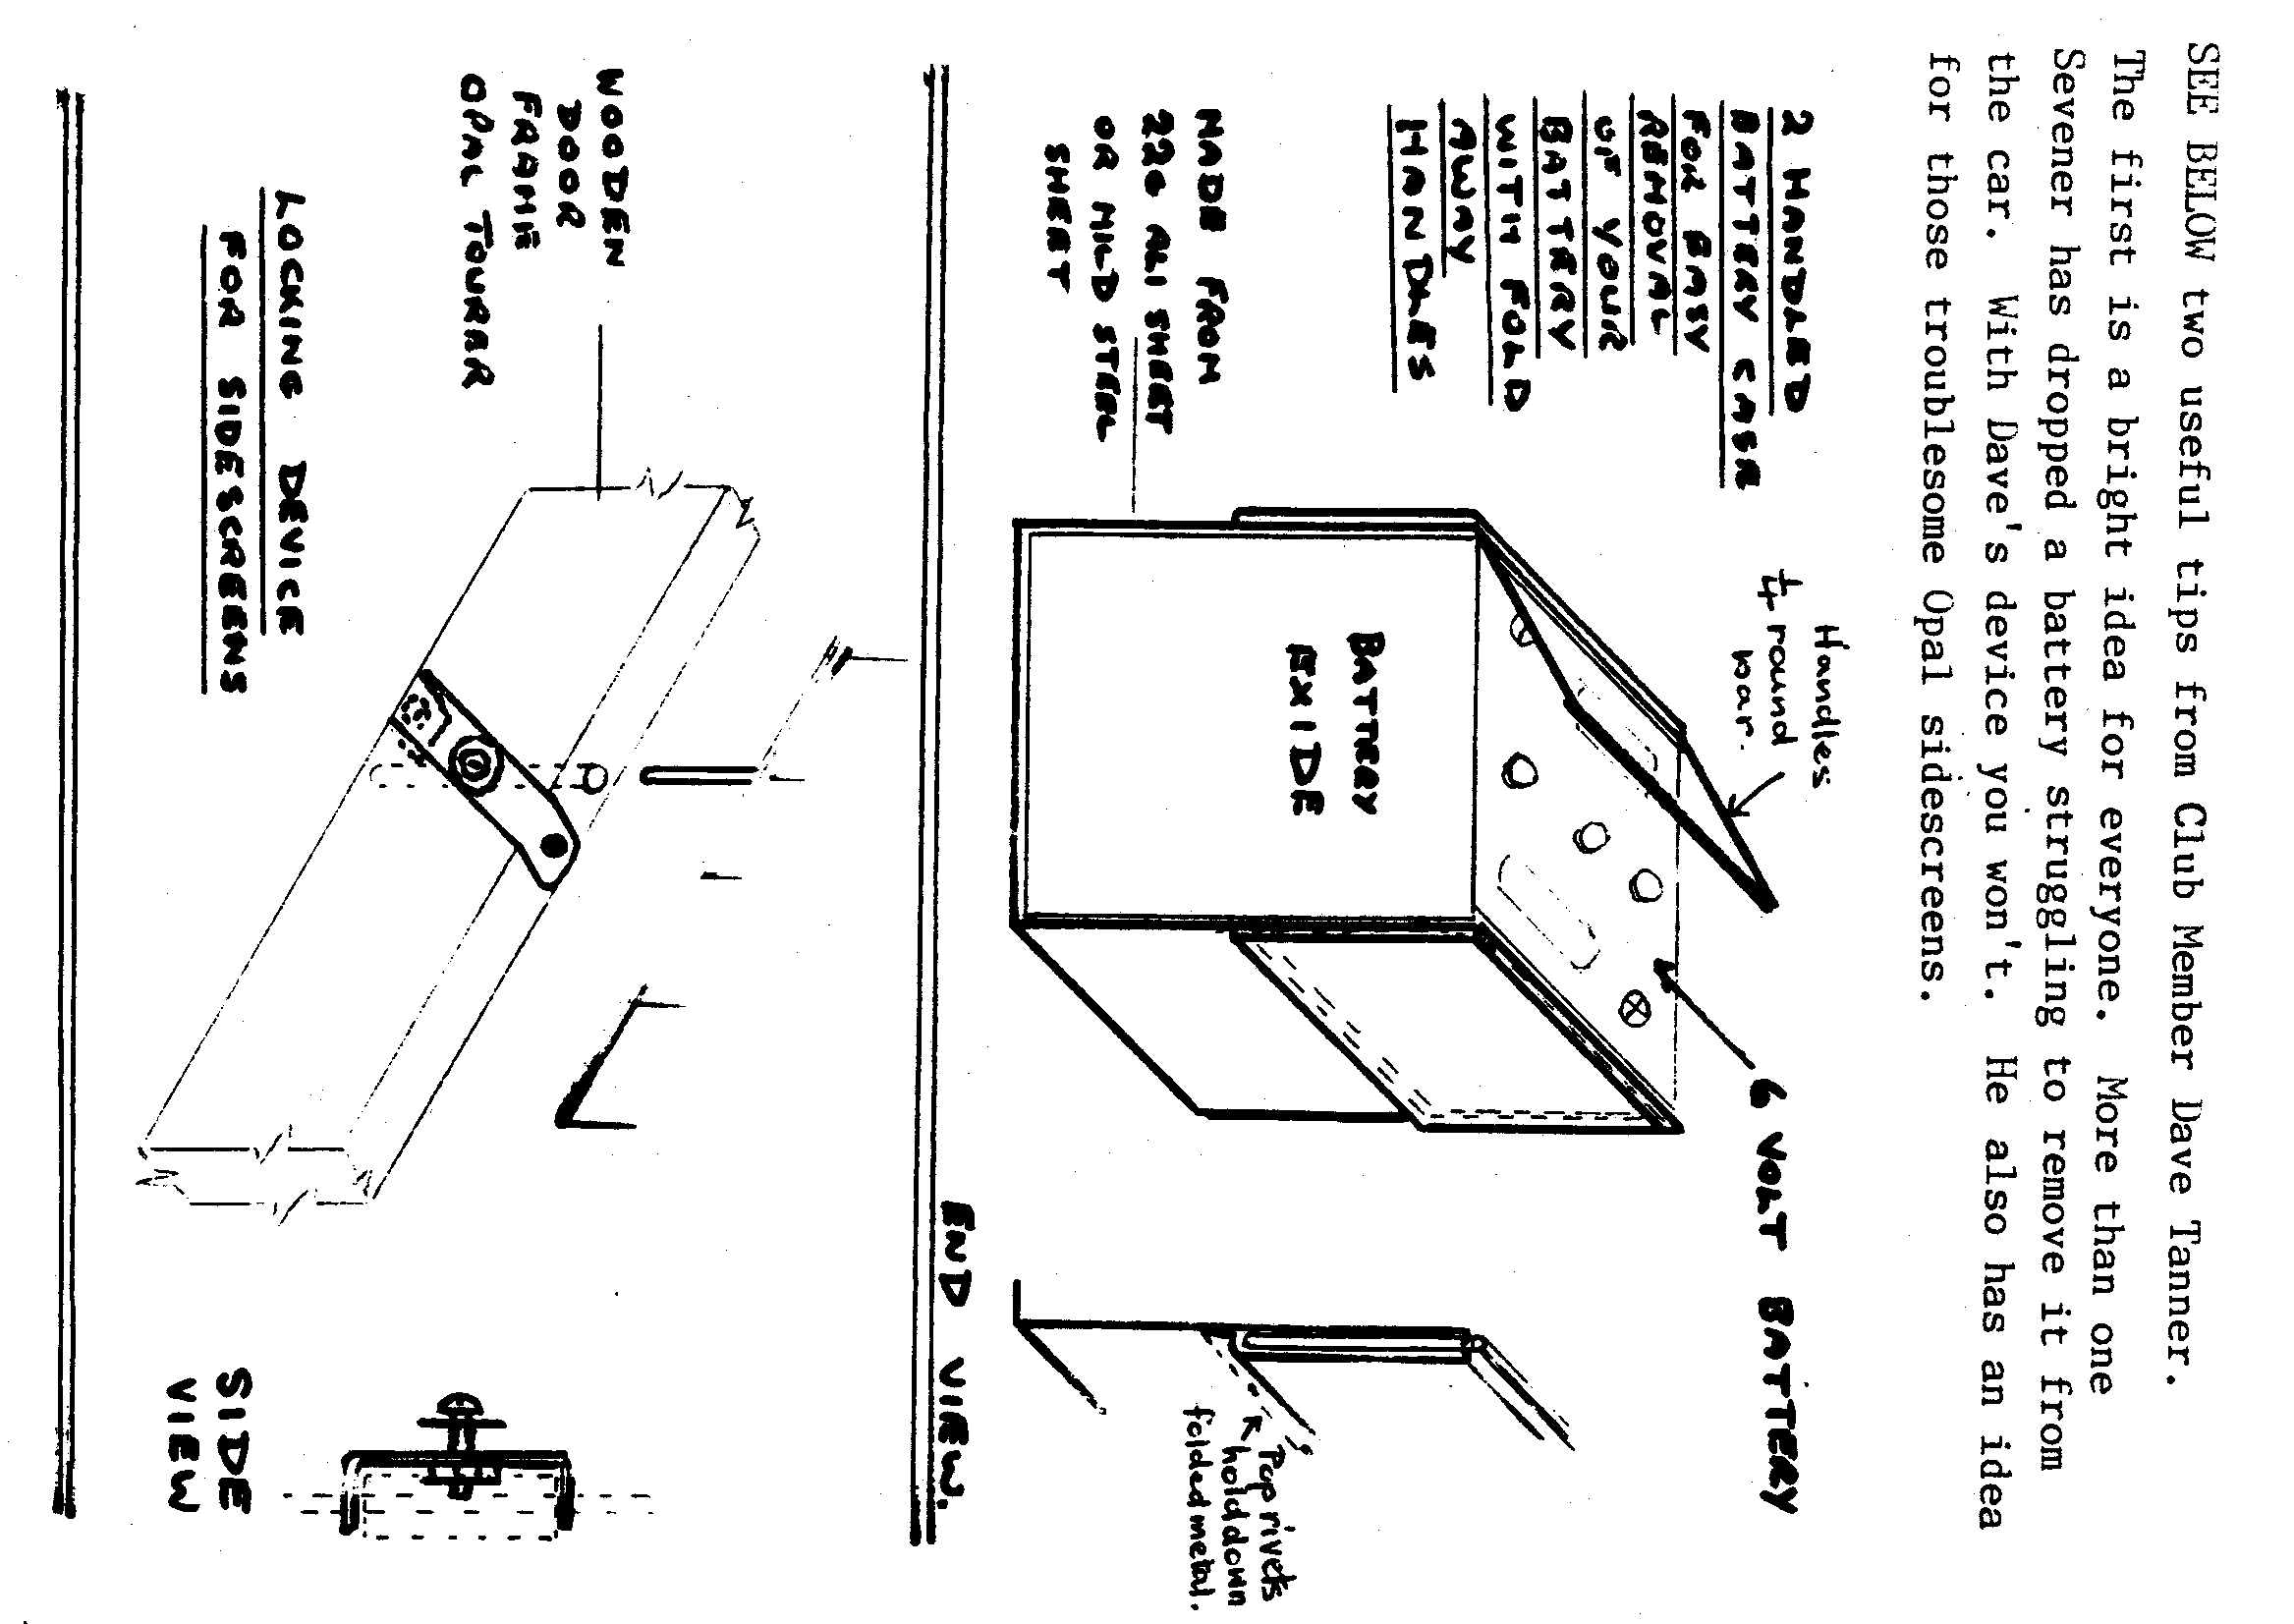 SEE BELOW two useful tips from Club Member Dave Tanner.
The first is a bright idea for everyone. More than one
Sevener has dropped a battery struggling to remove it from
the car. With Dave's device you won't. He also has an idea
for those troublesome Opal sidescreens.
2 HANDLED
BATTERY CASE
FOR EASY
REMOVAL
OF YOUR
BATTERY
WITH FOLD
AWAY
HANDLES
Handles
1/4 round
bar.
6 VOLT BATTERY
BATTERY
EXIDE
MADE FROM
22G ALI SHEET
OR MILD STEEL
SHEET
Pop rivets
hold down
folded metal.
END VIEW.
WOODEN
DOOR
FRAME
OPAL TOURER
LOCKING DEVICE
FOR SIDESCREENS
SIDE
VIEW